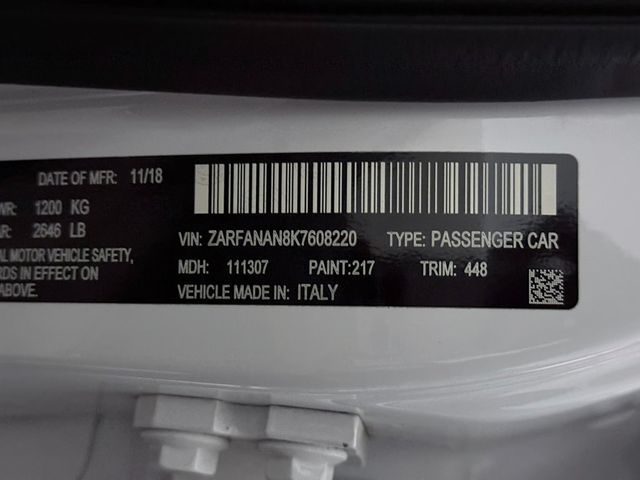 DATE OF MFR: 11/18
WR: 1200 KG
R: 2646 LB
VIN: ZARFANAN8K7608220 TYPE: PASSENGER CAR
L MOTOR VEHICLE SAFETY,
MDH: 111307 PAINT:217 TRIM: 448
RDS IN EFFECT ON
ABOVE.
VEHICLE MADE IN: ITALY